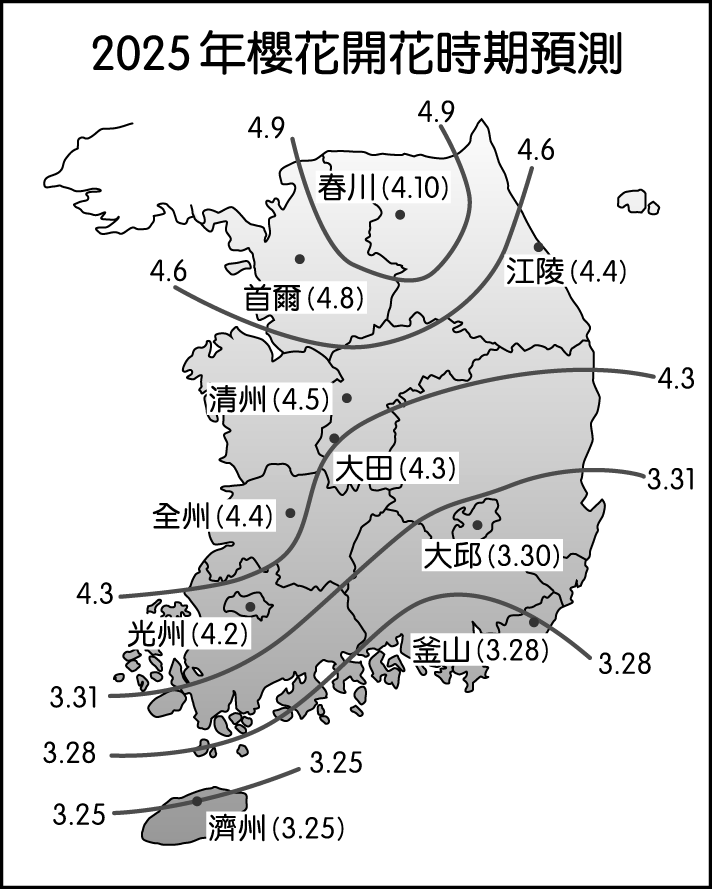 2025年櫻花開花時期預測
4.9
4.9
4.6
春川(4.10)
江陵(4.4)
4.6
首爾(4.8)
4.3
清州(4.5)
大田(4.3)
3.31
全州(4.4)
大邱(3.30)
4.3
光州(4.2)
釜山(3.28)
3.28
3.31
3.28
3.25
3.25
濟州(3.25)